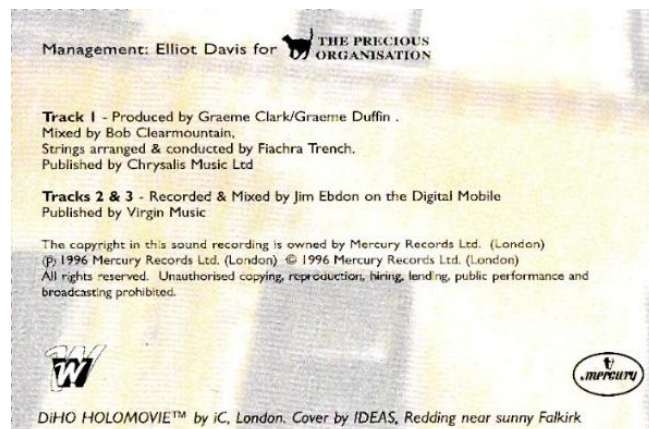 Management: Elliot Davis for THE PRECIOUS
ORGANISATION
Track 1 - Produced by Graeme Clark/Graeme Duffin .
Mixed by Bob Clearmountain,
Strings arranged & conducted by Fiachra Trench.
Published by Chrysalis Music Ltd
Tracks 2 & 3 - Recorded & Mixed by Jim Ebdon on the Digital Mobile
Published by Virgin Music
The copyright in this sound recording is owned by Mercury Records Ltd. (London)
℗ 1996 Mercury Records Ltd. (London) © 1996 Mercury Records Ltd. (London)
All rights reserved. Unauthorised copying, reproduction, hiring, lending, public performance and
broadcasting prohibited.
W
mercury
DiHO HOLOMOVIE™ by iC, London. Cover by IDEAS, Redding near sunny Falkirk